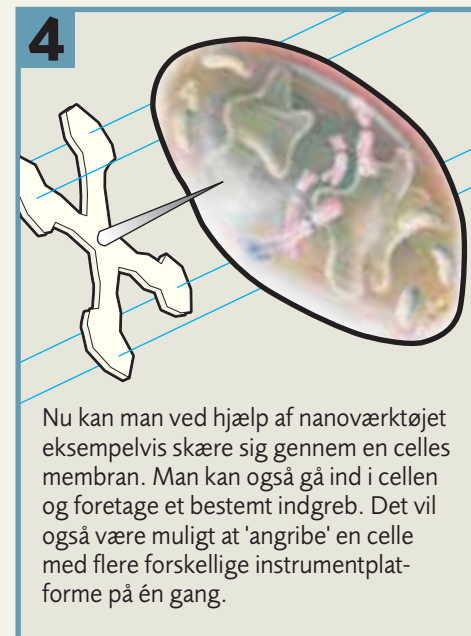 4
Nu kan man ved hjælp af nanoværktøjet
eksempelvis skære sig gennem en celles
membran. Man kan også gå ind i cellen
og foretage et bestemt indgreb. Det vil
også være muligt at 'angribe' en celle
med flere forskellige instrumentplat-
forme på én gang.